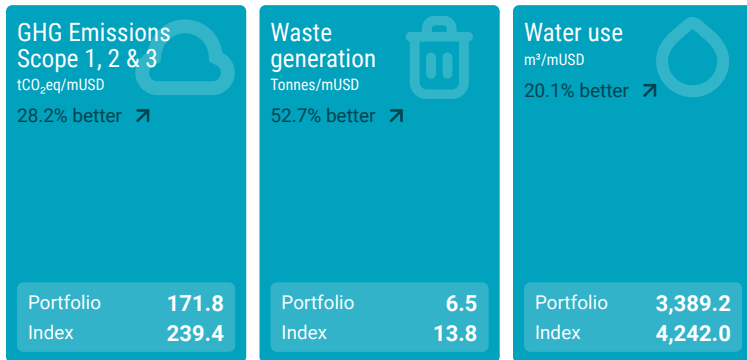 GHG Emissions
Scope 1, 2 & 3
tCO₂eq/mUSD
28.2% better
Portfolio 171.8
Index 239.4
Waste
generation
Tonnes/mUSD
52.7% better
Portfolio 6.5
Index 13.8
Water use
m³/mUSD
20.1% better
Portfolio 3,389.2
Index 4,242.0